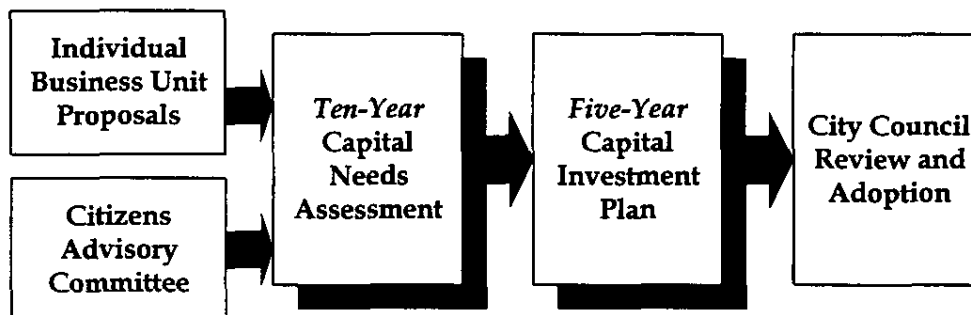 Individual
Business Unit
Proposals
Citizens
Advisory
Committee
Ten-Year
Capital
Needs
Assessment
Five-Year
Capital
Investment
Plan
City Council
Review and
Adoption